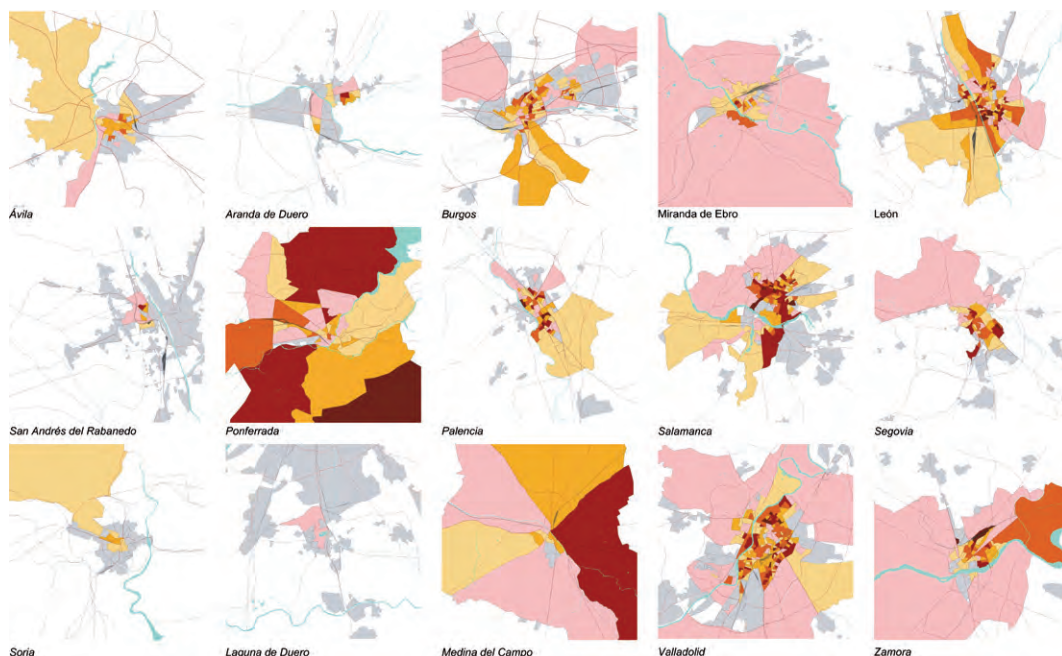 Ávila
Aranda de Duero
Burgos
Miranda de Ebro
León
San Andrés del Rabanedo
Ponferrada
Palencia
Salamanca
Segovia
Soria
Laguna de Duero
Medina del Campo
Valladolid
Zamora